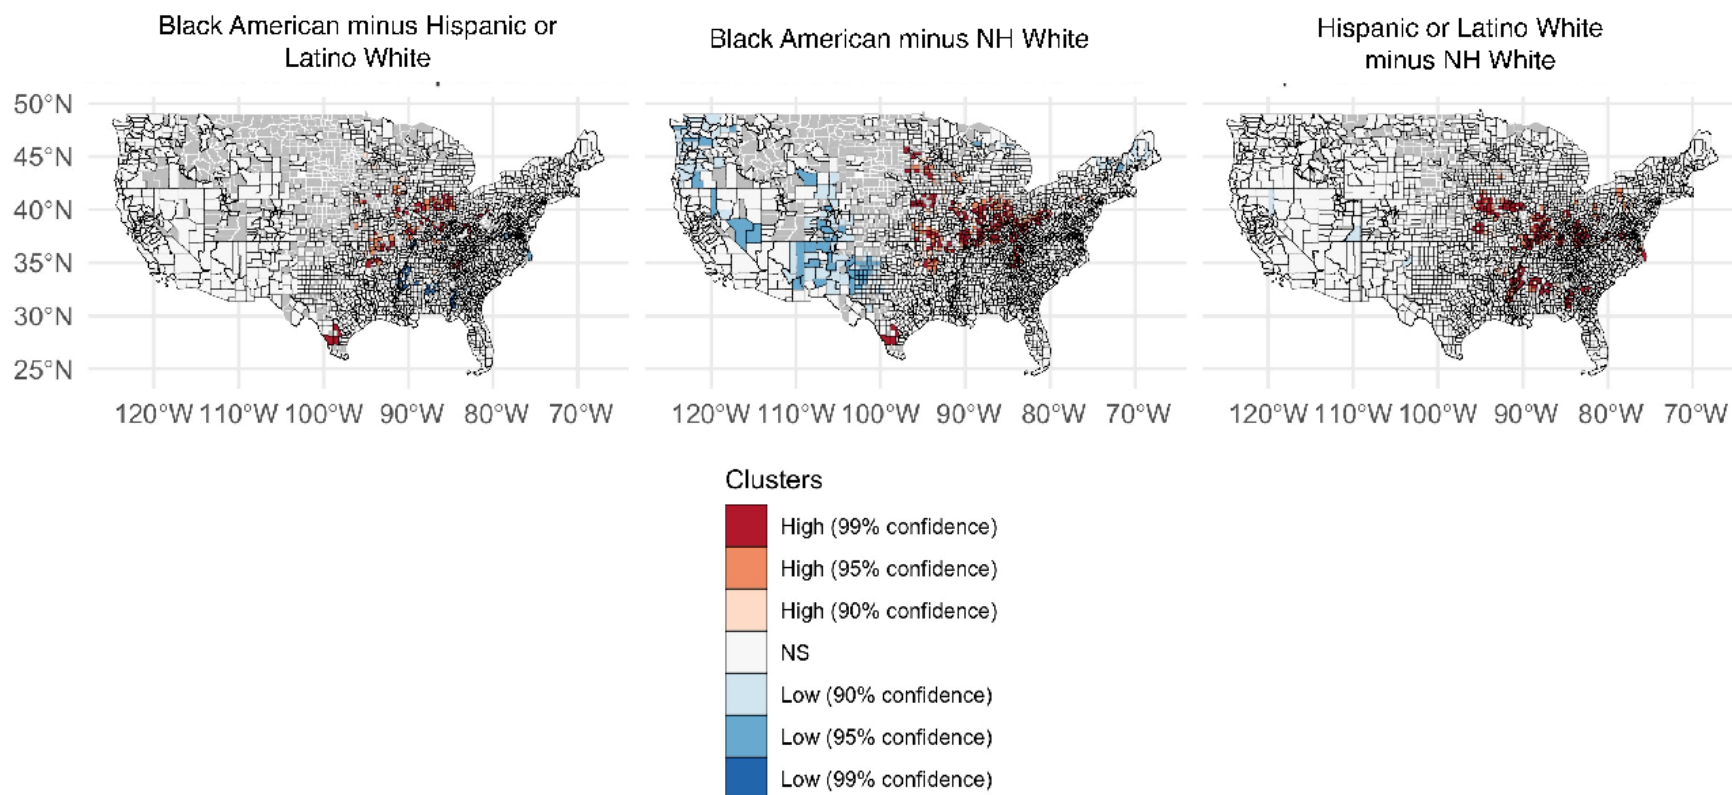 Black American minus Hispanic or
Latino White
Black American minus NH White
Hispanic or Latino White
minus NH White
50°N
45°N
40°N
35°N
30°N
25°N
120°W 110°W 100°W 90°W 80°W 70°W
120°W 110°W 100°W 90°W 80°W 70°W
120°W 110°W 100°W 90°W 80°W 70°W
Clusters
High (99% confidence)
High (95% confidence)
High (90% confidence)
NS
Low (90% confidence)
Low (95% confidence)
Low (99% confidence)